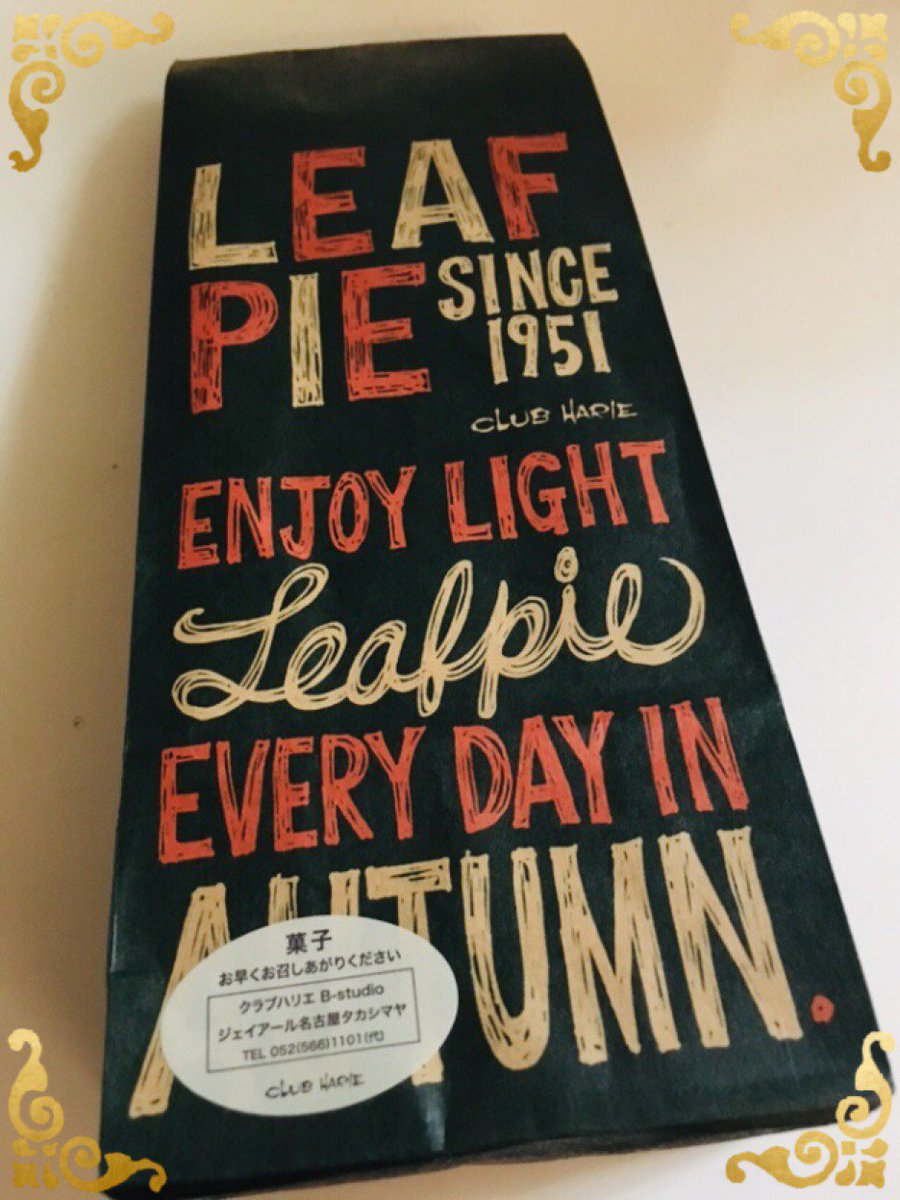 LEAF
PIE SINCE
1951
CLUB HARIE
ENJOY LIGHT
Leafpie
EVERY DAY IN
AUTUMN.
菓子
お早くお召しあがりください
クラブハリエ B-studio
ジェイアール名古屋タカシマヤ
TEL 052(566)1101(代)
CLUB HARIE